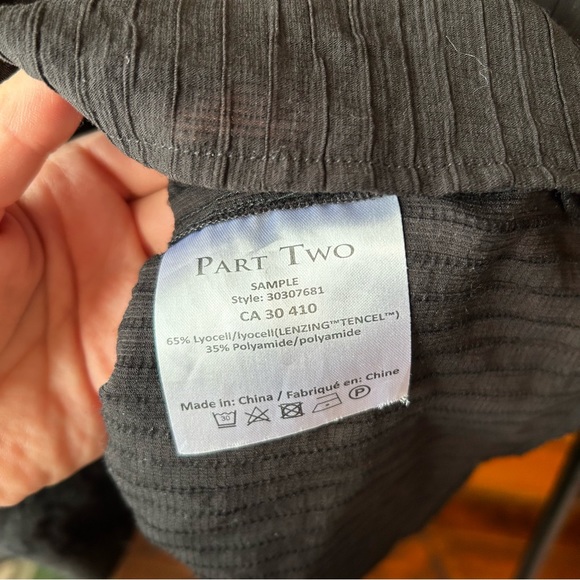 PART TWO
SAMPLE
Style: 30307681
CA 30 410
65% Lyocell/lyocell(LENZING™TENCEL™)
35% Polyamide/polyamide
Made in: China / Fabriqué en: Chine
30 P